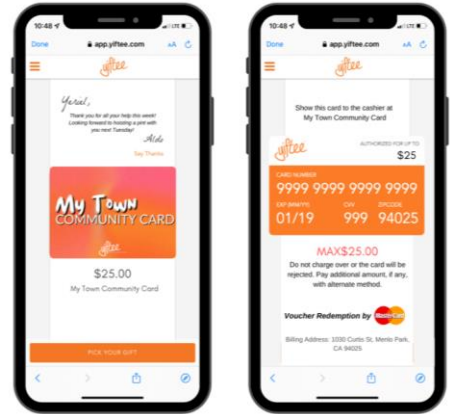 10:48
LTE
Done
app.yiftee.com
AA
yiftee
Yarixel,
Thank you for all your help this week!
Looking forward to hoisting a pint with
you next Tuesday!
Aldo
Say Thanks
My Town
COMMUNITY CARD
yiftee
$25.00
My Town Community Card
PICK YOUR GIFT
10:48
LTE
Done
app.yiftee.com
AA
yiftee
Show this card to the cashier at
My Town Community Card
yiftee
AUTHORIZED FOR UP TO
$25
CARD NUMBER
9999 9999 9999 9999
EXP (MM/YY) CVV ZIPCODE
01/19 999 94025
MAX$25.00
Do not charge over or the card will be
rejected. Pay additional amount, if any,
with alternate method.
Voucher Redemption by MasterCard
Billing Address: 1030 Curtis St, Menlo Park,
CA 94025